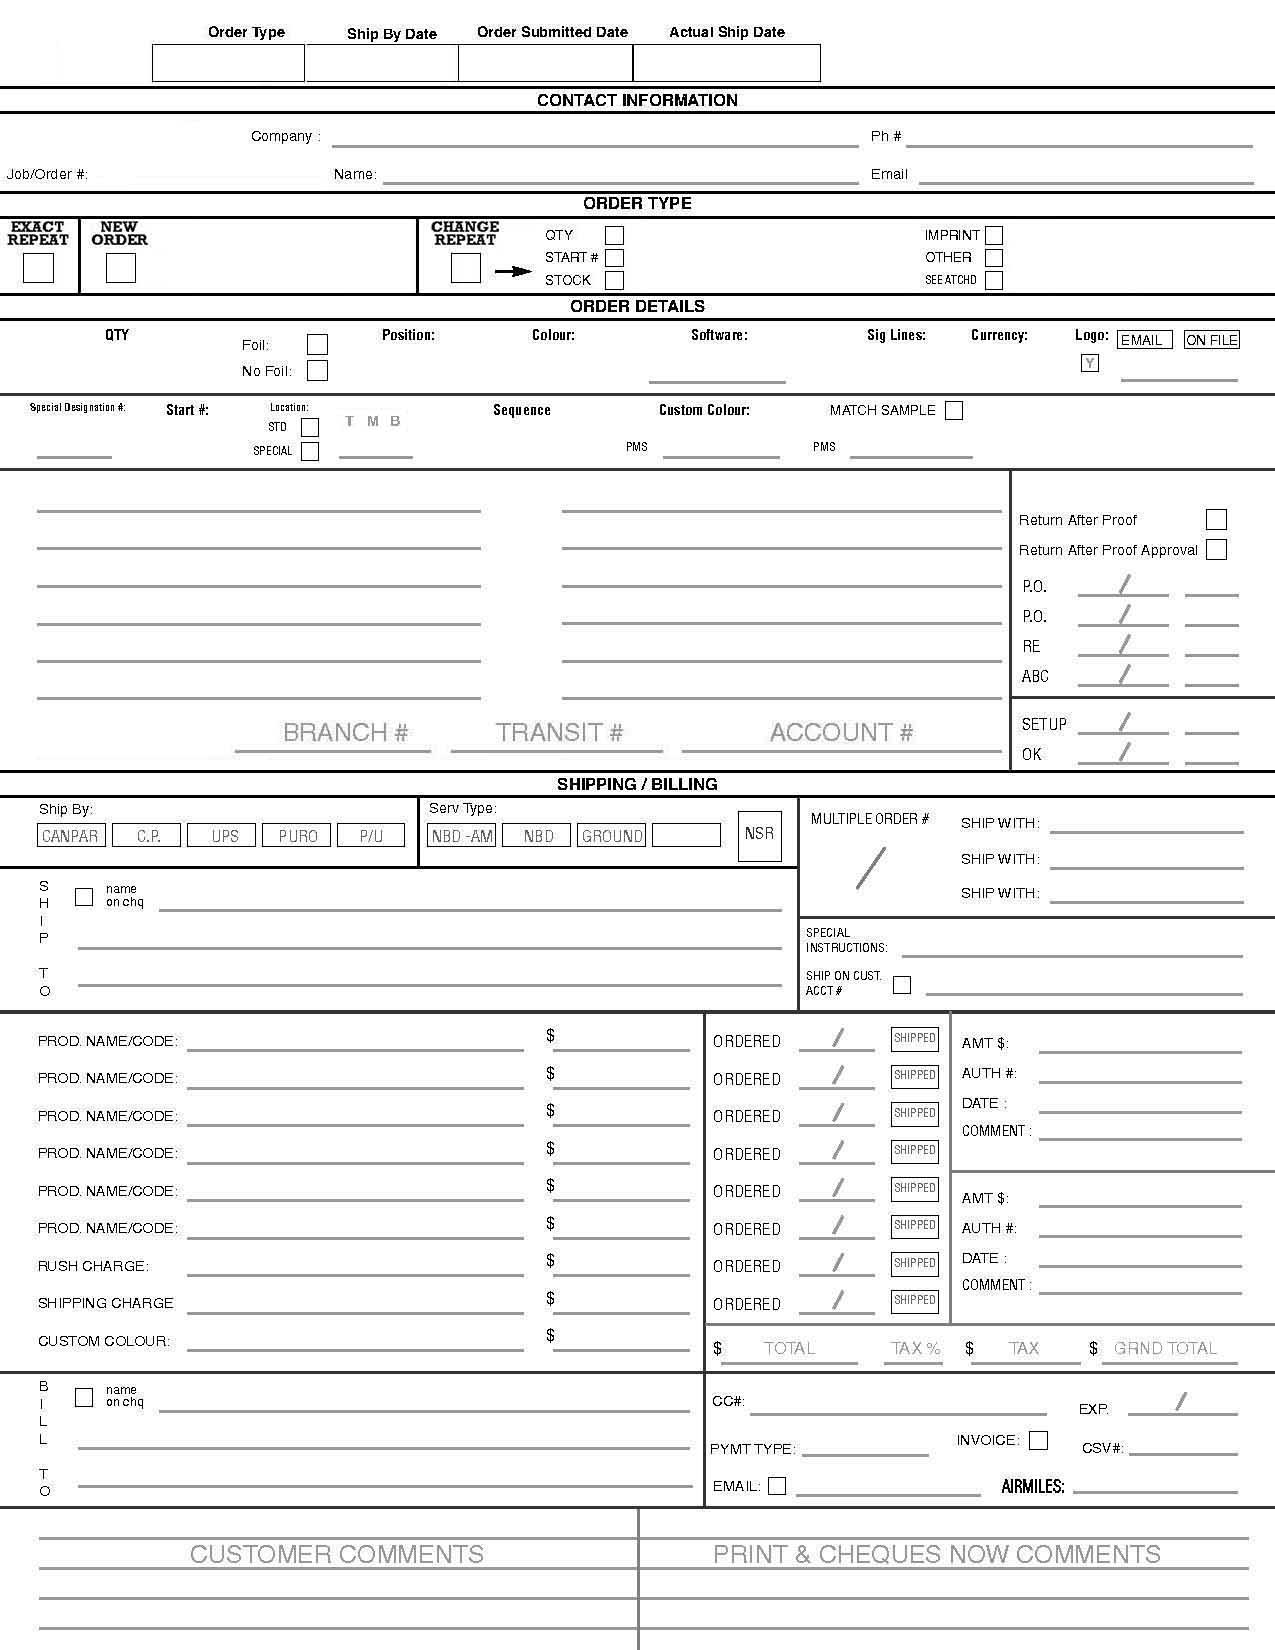 Order Type Ship By Date Order Submitted Date Actual Ship Date
CONTACT INFORMATION
Company : Ph #
Job/Order #: Name: Email
ORDER TYPE
EXACT REPEAT NEW ORDER CHANGE REPEAT
QTY IMPRINT
START # OTHER
STOCK SEE ATCHD
ORDER DETAILS
QTY Foil: Position: Colour: Software: Sig Lines: Currency: Logo: EMAIL ON FILE
No Foil: Y
Special Designation #: Start #: Location: T M B Sequence Custom Colour: MATCH SAMPLE
STD
SPECIAL PMS PMS
Return After Proof
Return After Proof Approval
P.O. /
P.O. /
RE /
ABC /
BRANCH # TRANSIT # ACCOUNT #
SETUP /
OK /
SHIPPING / BILLING
Ship By: Serv Type:
CANPAR C.P. UPS PURO P/U NBD -AM NBD GROUND NSR
MULTIPLE ORDER # SHIP WITH:
/ SHIP WITH:
SHIP WITH:
SHIP TO name on chq
SPECIAL INSTRUCTIONS:
SHIP ON CUST. ACCT #
PROD. NAME/CODE: $ ORDERED / SHIPPED AMT $:
PROD. NAME/CODE: $ ORDERED / SHIPPED AUTH #:
PROD. NAME/CODE: $ ORDERED / SHIPPED DATE :
PROD. NAME/CODE: $ ORDERED / SHIPPED COMMENT :
PROD. NAME/CODE: $ ORDERED / SHIPPED AMT $:
PROD. NAME/CODE: $ ORDERED / SHIPPED AUTH #:
RUSH CHARGE: $ ORDERED / SHIPPED DATE :
SHIPPING CHARGE $ ORDERED / SHIPPED COMMENT :
CUSTOM COLOUR: $ $ TOTAL TAX % $ TAX $ GRND TOTAL
BILL TO name on chq
CC#: EXP. /
PYMT TYPE: INVOICE: CSV#:
EMAIL: AIRMILES:
CUSTOMER COMMENTS PRINT & CHEQUES NOW COMMENTS